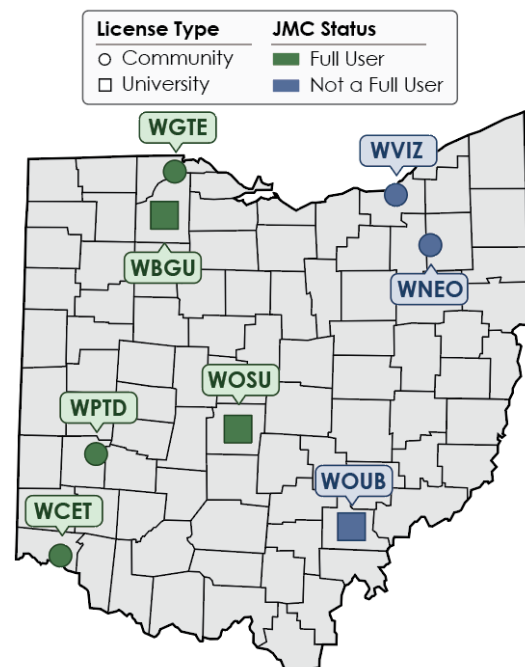 License Type
Community
University
JMC Status
Full User
Not a Full User
WGTE
WVIZ
WBGU
WNEO
WOSU
WPTD
WOUB
WCET